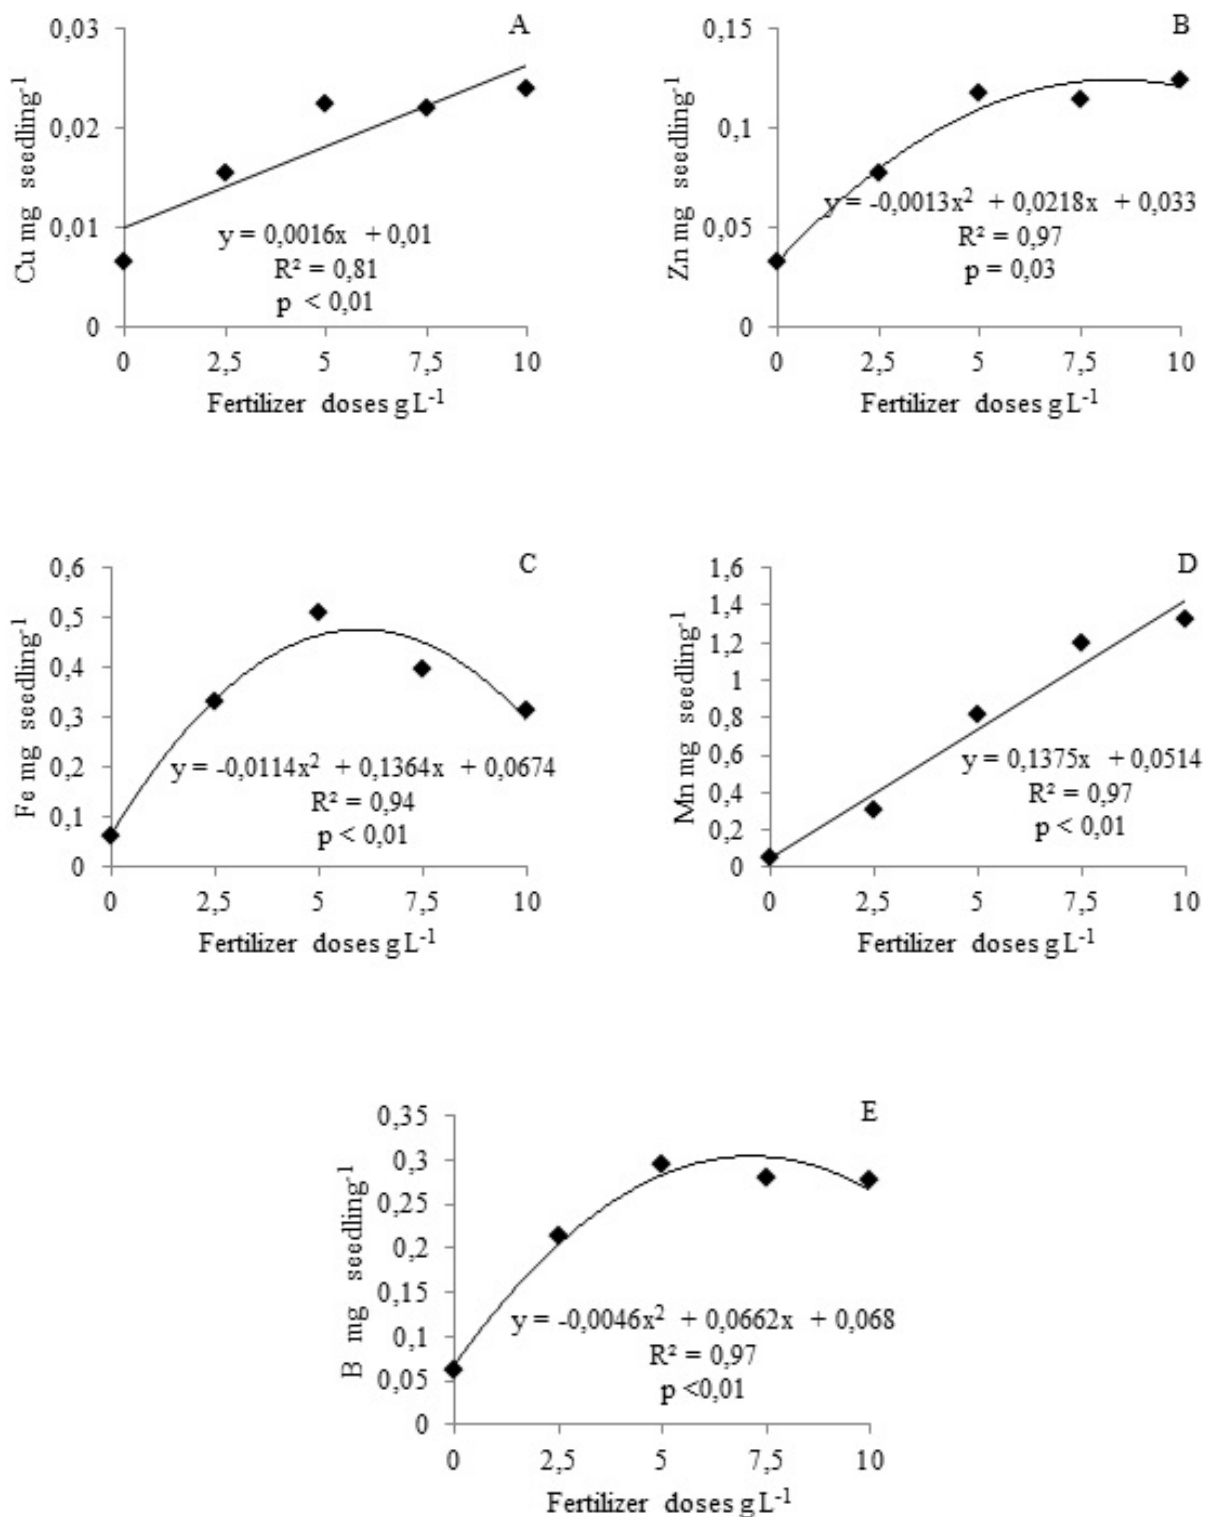 A
0,03
0,02
0,01
0
Cu mg seedling-1
y = 0,0016x + 0,01
R² = 0,81
p < 0,01
0 2,5 5 7,5 10
Fertilizer doses g L-1
B
0,15
0,1
0,05
0
Zn mg seedling-1
y = -0,0013x2 + 0,0218x + 0,033
R² = 0,97
p = 0,03
0 2,5 5 7,5 10
Fertilizer doses g L-1
C
0,6
0,5
0,4
0,3
0,2
0,1
0
Fe mg seedling-1
y = -0,0114x2 + 0,1364x + 0,0674
R² = 0,94
p < 0,01
0 2,5 5 7,5 10
Fertilizer doses g L-1
D
1,6
1,4
1,2
1
0,8
0,6
0,4
0,2
0
Mn mg seedling-1
y = 0,1375x + 0,0514
R² = 0,97
p < 0,01
0 2,5 5 7,5 10
Fertilizer doses g L-1
E
0,35
0,3
0,25
0,2
0,15
0,1
0,05
0
B mg seedling-1
y = -0,0046x2 + 0,0662x + 0,068
R² = 0,97
p <0,01
0 2,5 5 7,5 10
Fertilizer doses g L-1